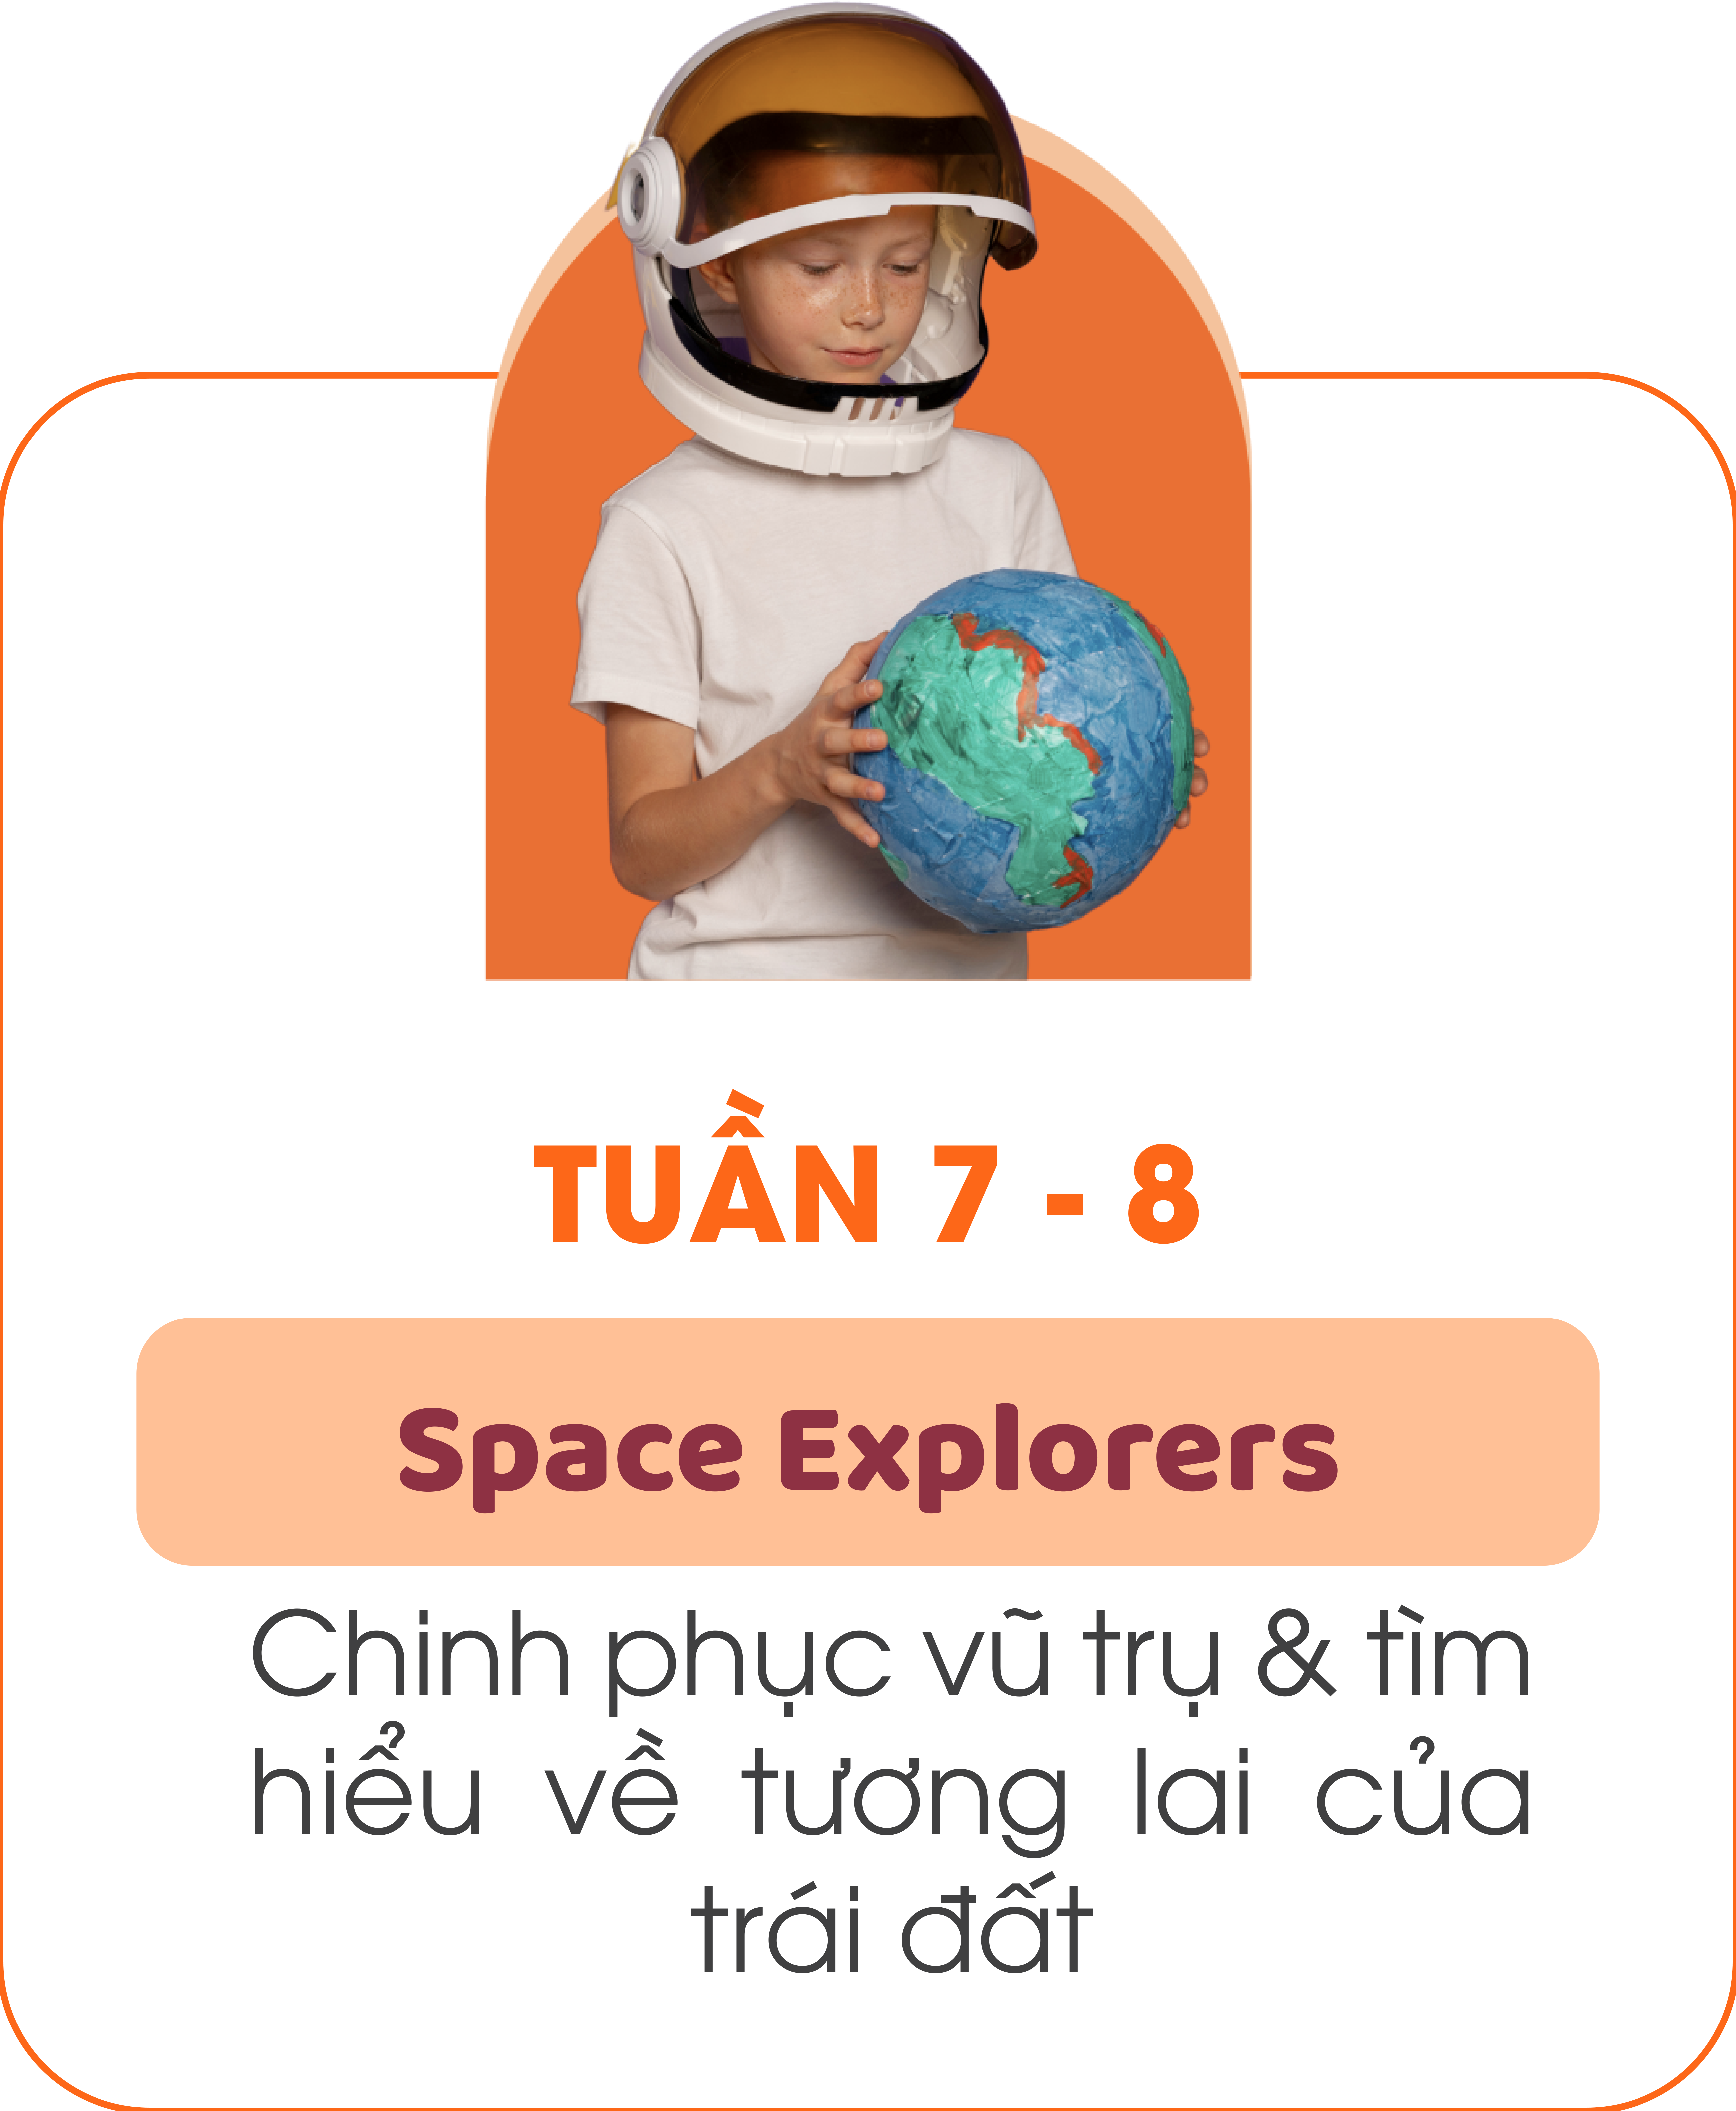 TUẦN 7 - 8
Space Explorers
Chinh phục vũ trụ & tìm
hiểu về tương lai của
trái đất